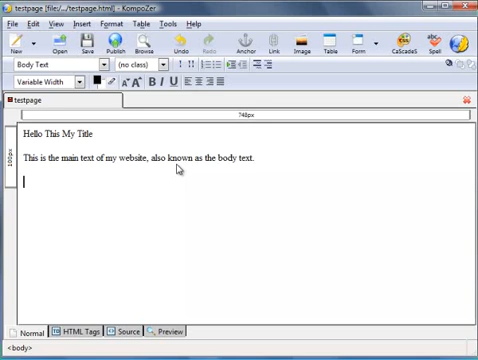 testpage [file:/.../testpage.html] - KompoZer
File Edit View Insert Format Table Tools Help
New Open Save Publish Browse Undo Redo Anchor Link Image Table Form CaScadeS Spell
Body Text (no class)
Variable Width B I U
testpage
748px
Hello This My Title
This is the main text of my website, also known as the body text.
100px
Normal HTML Tags Source Preview
<body>